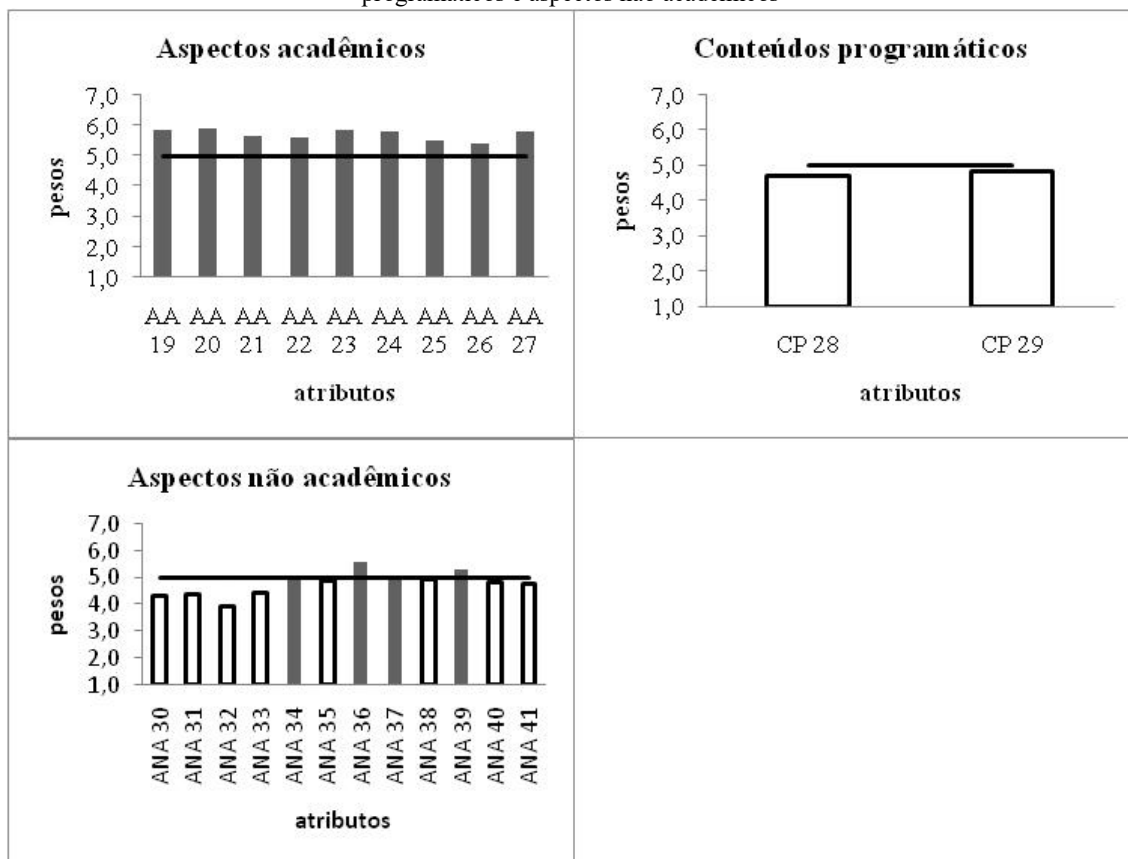 programáticos e aspectos não acadêmicos
Aspectos acadêmicos
7,0
6,0
5,0
4,0
3,0
2,0
1,0
pesos
AA AA AA AA AA AA AA AA AA
19 20 21 22 23 24 25 26 27
atributos
Conteúdos programáticos
7,0
6,0
5,0
4,0
3,0
2,0
1,0
pesos
CP 28 CP 29
atributos
Aspectos não acadêmicos
7,0
6,0
5,0
4,0
3,0
2,0
1,0
pesos
ANA 30
ANA 31
ANA 32
ANA 33
ANA 34
ANA 35
ANA 36
ANA 37
ANA 38
ANA 39
ANA 40
ANA 41
atributos